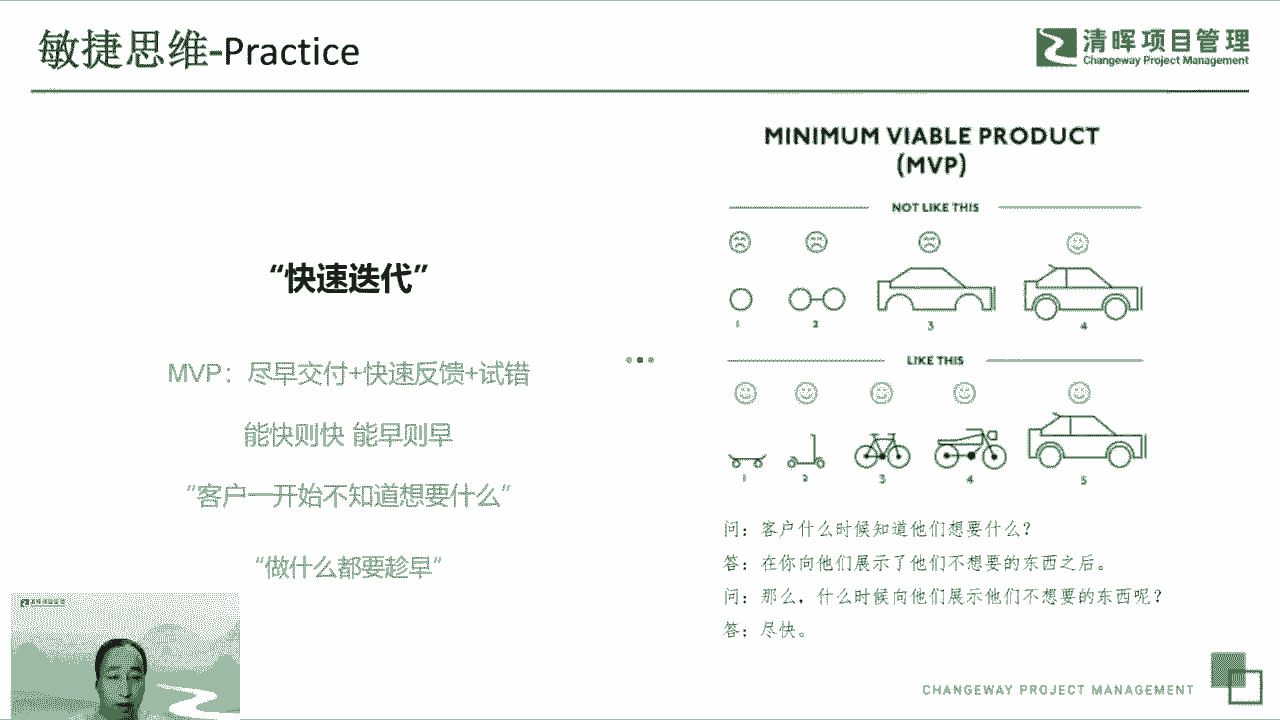 敏捷思维-Practice
清晖项目管理
Changeway Project Management
“快速迭代”
MVP：尽早交付+快速反馈+试错
能快则快 能早则早
“客户一开始不知道想要什么”
“做什么都要趁早”
MINIMUM VIABLE PRODUCT
(MVP)
NOT LIKE THIS
1 2 3 4
LIKE THIS
1 2 3 4 5
问：客户什么时候知道他们想要什么？
答：在你向他们展示了他们不想要的东西之后。
问：那么，什么时候向他们展示他们不想要的东西呢？
答；尽快。
清晖项目管理
CHANGEWAY PROJECT MANAGEMENT